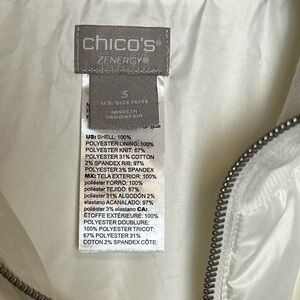 chico's®
ZENERGY®
3
U.S. SIZE 16/18
MADE IN
INDONESIA
US: SHELL: 100%
POLYESTER LINING: 100%
POLYESTER KNIT: 67%
POLYESTER 31% COTTON
2% SPANDEX RIB: 97%
POLYESTER 3% SPANDEX
MX: TELA EXTERIOR: 100%
poliéster FORRO: 100%
poliéster TEJIDO: 67%
poliéster 31% ALGODÓN 2%
elastano ACANALADO: 97%
poliéster 3% elastano CA:
ÉTOFFE EXTÉRIEURE: 100%
POLYESTER DOUBLURE:
100% POLYESTER TRICOT:
67% POLYESTER 31%
COTON 2% SPANDEX CÔTE: